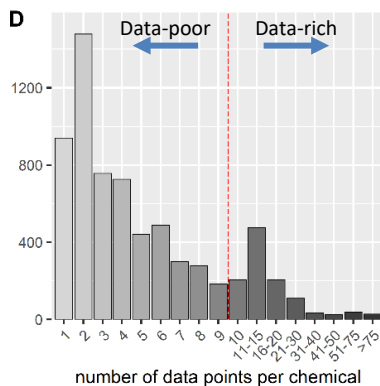 D
Data-poor Data-rich
1200
800
400
0
1 2 3 4 5 6 7 8 9 10 11-15 16-20 21-30 31-40 41-50 51-75 >75
number of data points per chemical